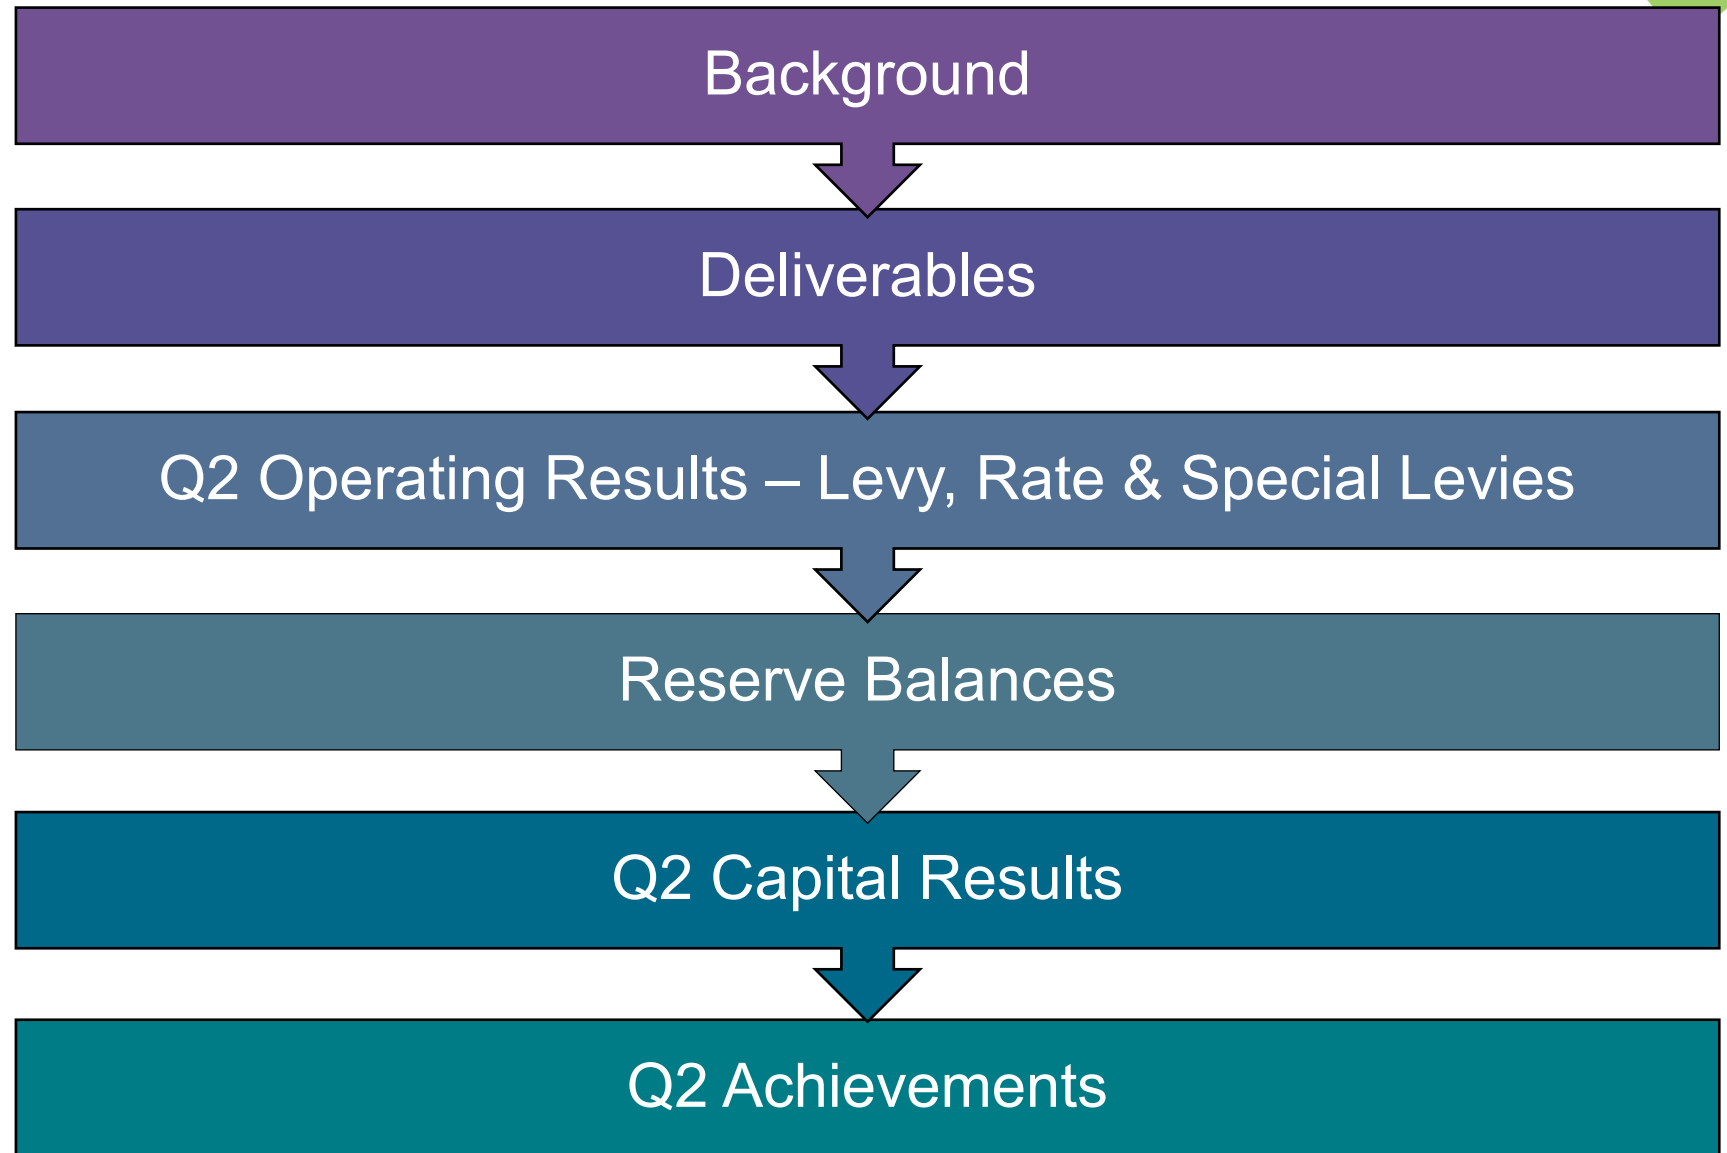 Background
Deliverables
Q2 Operating Results – Levy, Rate & Special Levies
Reserve Balances
Q2 Capital Results
Q2 Achievements